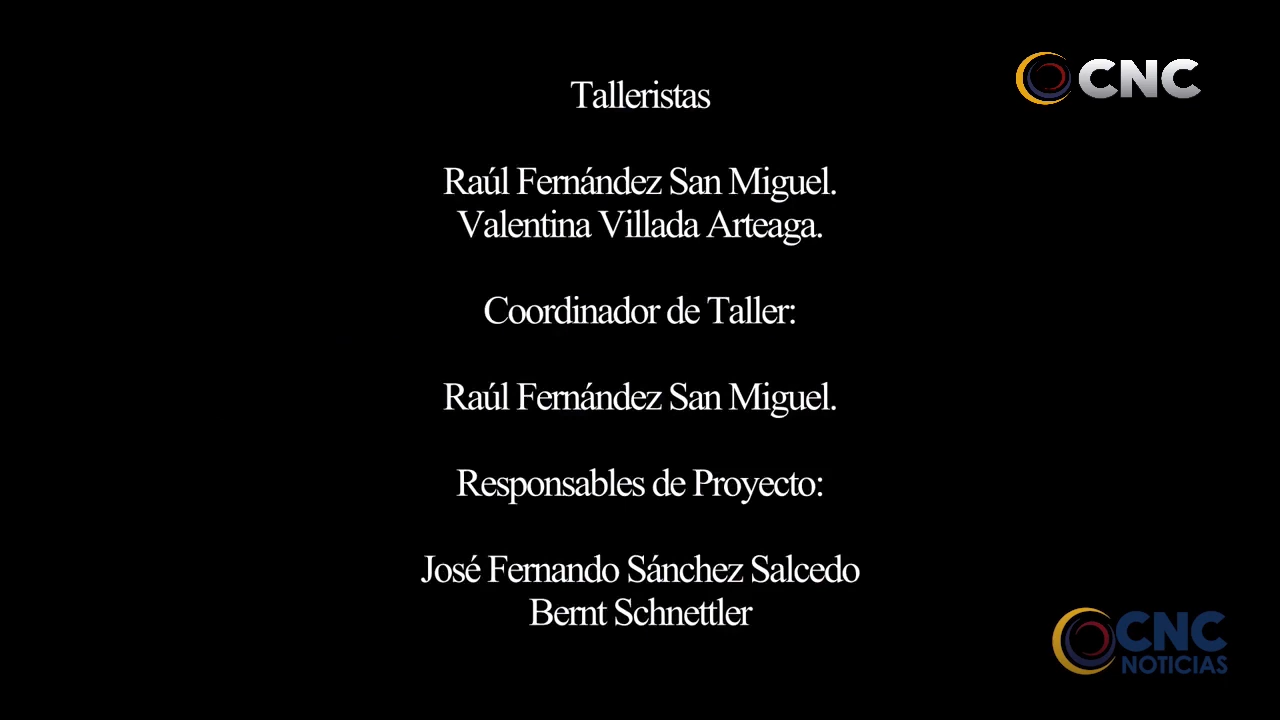 CNC
Talleristas
Raúl Fernández San Miguel.
Valentina Villada Arteaga.
Coordinador de Taller:
Raúl Fernández San Miguel.
Responsables de Proyecto:
José Fernando Sánchez Salcedo
Bernt Schnettler
CNC
NOTICIAS